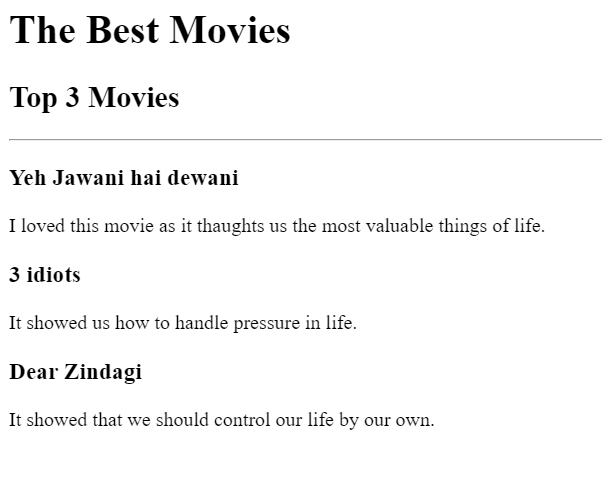 The Best Movies
Top 3 Movies
Yeh Jawani hai dewani
I loved this movie as it thaughts us the most valuable things of life.
3 idiots
It showed us how to handle pressure in life.
Dear Zindagi
It showed that we should control our life by our own.